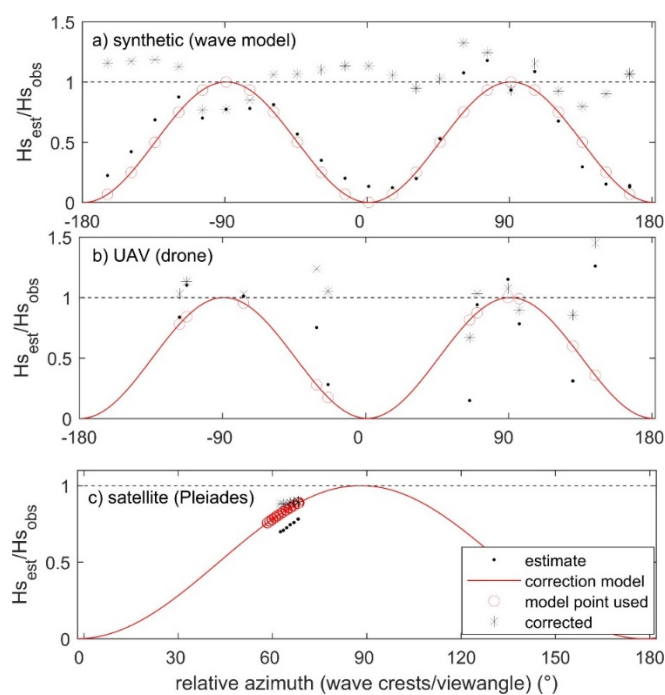 a) synthetic (wave model)
Hs_est/Hs_obs
1.5
1
0.5
0
-180
-90
0
90
180
b) UAV (drone)
Hs_est/Hs_obs
1.5
1
0.5
0
-180
-90
0
90
180
c) satellite (Pleiades)
Hs_est/Hs_obs
1
0.5
0
0
30
60
90
120
150
180
estimate
correction model
model point used
corrected
relative azimuth (wave crests/viewangle) (°)